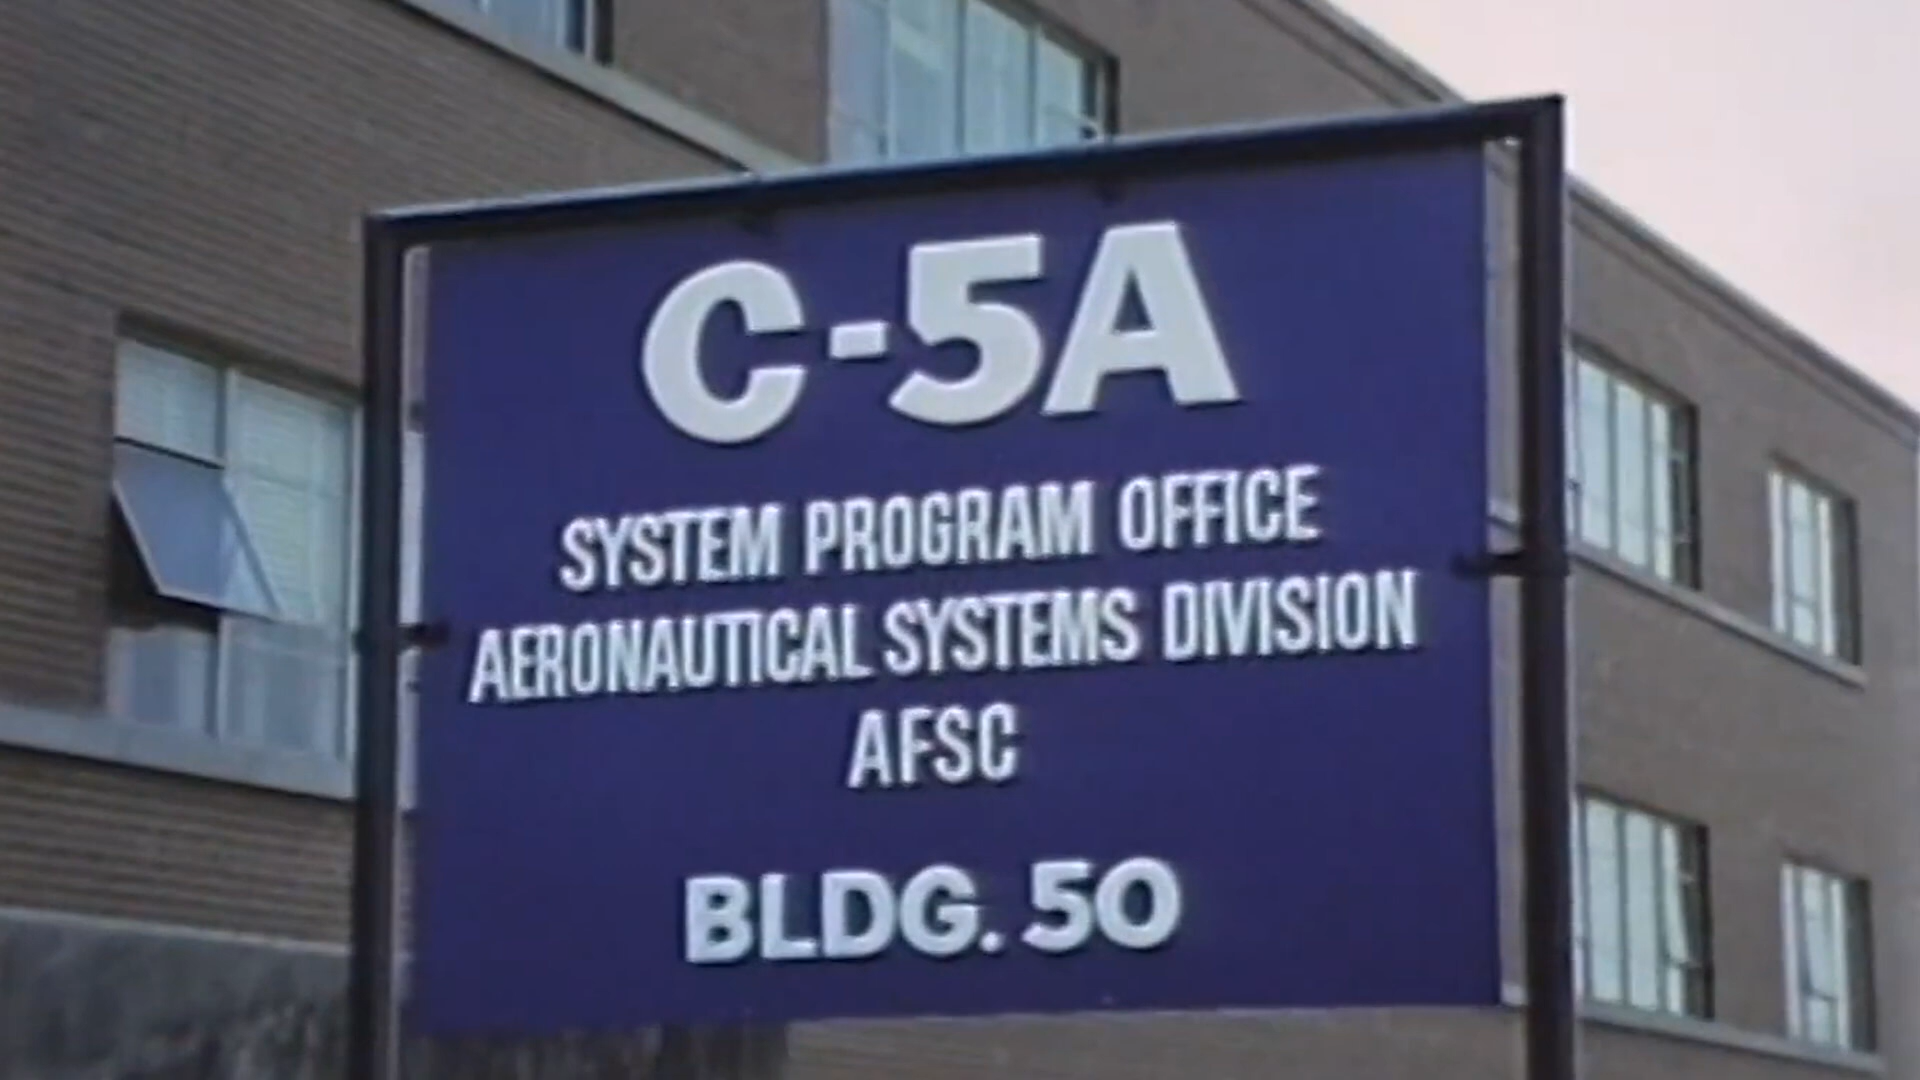 C-5A
SYSTEM PROGRAM OFFICE
AERONAUTICAL SYSTEMS DIVISION
AFSC
BLDG. 50